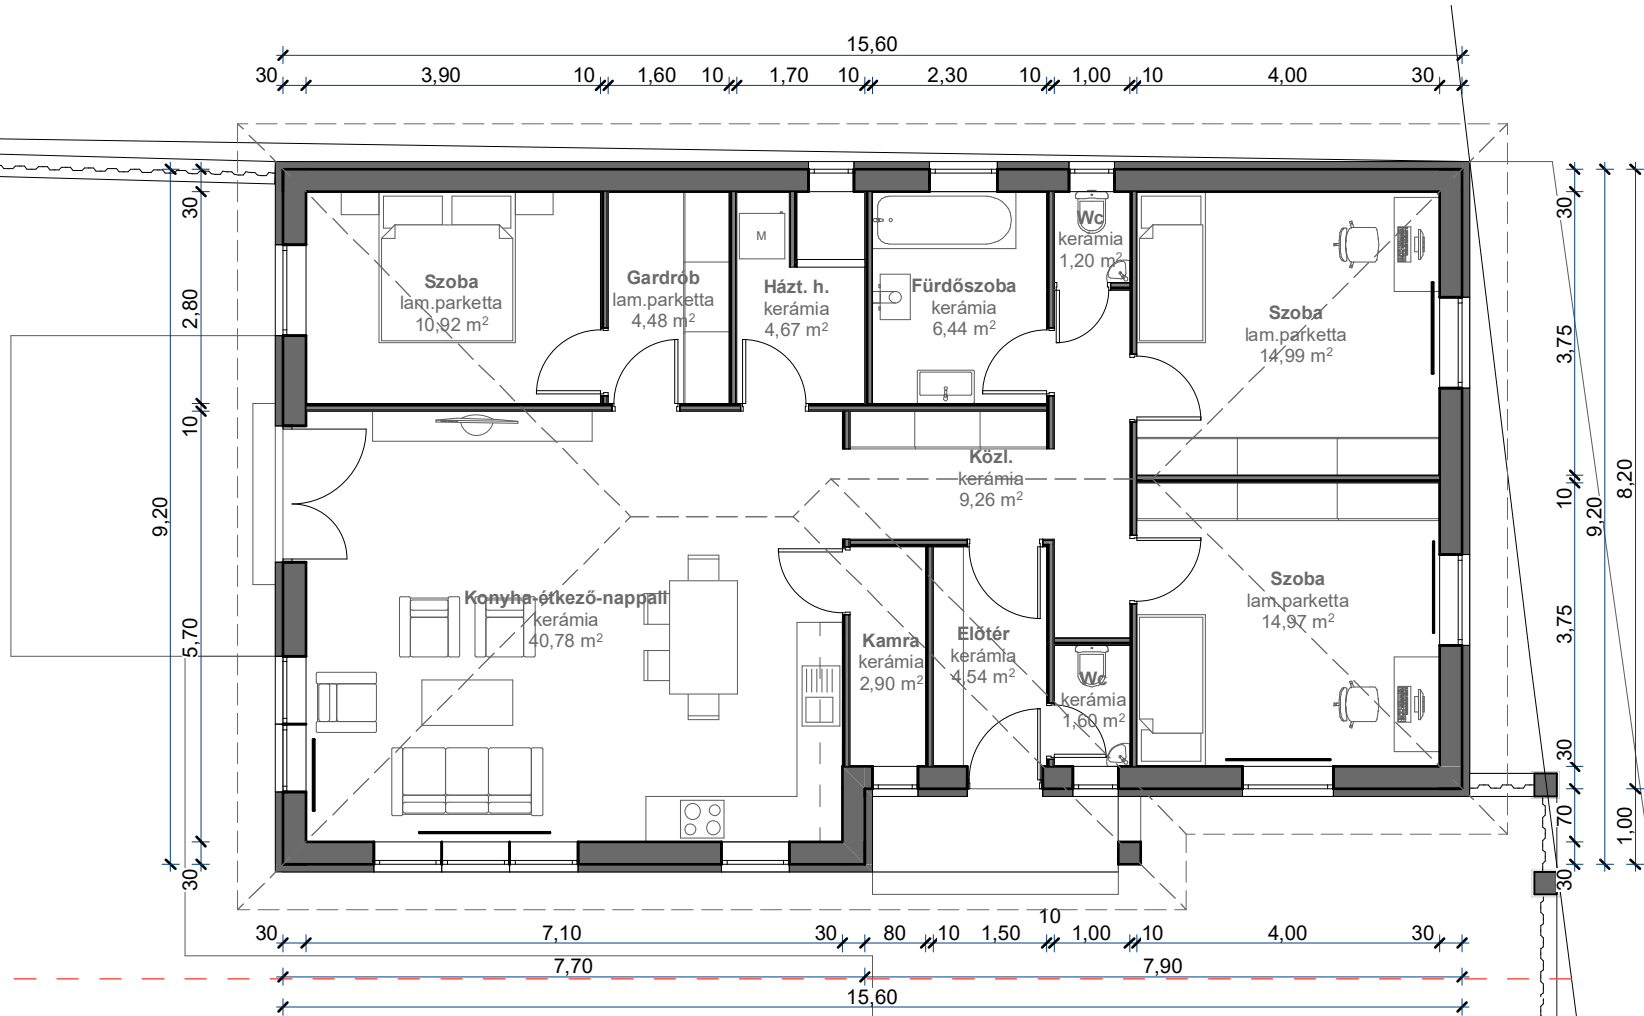 15,60
30 3,90 10 1,60 10 1,70 10 2,30 10 1,00 10 4,00 30
30
2,80
10
5,70
30
9,20
Szoba
lam.parketta
10,92 m²
Gardrób
lam.parketta
4,48 m²
M
Házt. h.
kerámia
4,67 m²
Fürdőszoba
kerámia
6,44 m²
Wc
kerámia
1,20 m²
Szoba
lam.parketta
14,99 m²
Közl.
kerámia
9,26 m²
Konyha-étkező-nappali
kerámia
40,78 m²
Kamra
kerámia
2,90 m²
Előtér
kerámia
4,54 m²
Wc
kerámia
1,60 m²
Szoba
lam.parketta
14,97 m²
30
3,75
10
3,75
30
70
30
9,20
8,20
1,00
30 7,10 30 80 10 1,50 10 1,00 10 4,00 30
7,70 7,90
15,60